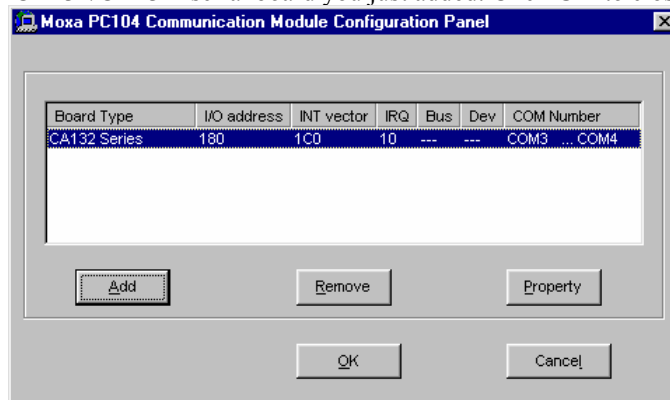 Moxa PC104 Communication Module Configuration Panel
Board Type I/O address INT vector IRQ Bus Dev COM Number
CA132 Series 180 1C0 10 --- --- COM3 ... COM4
Add Remove Property
OK Cancel